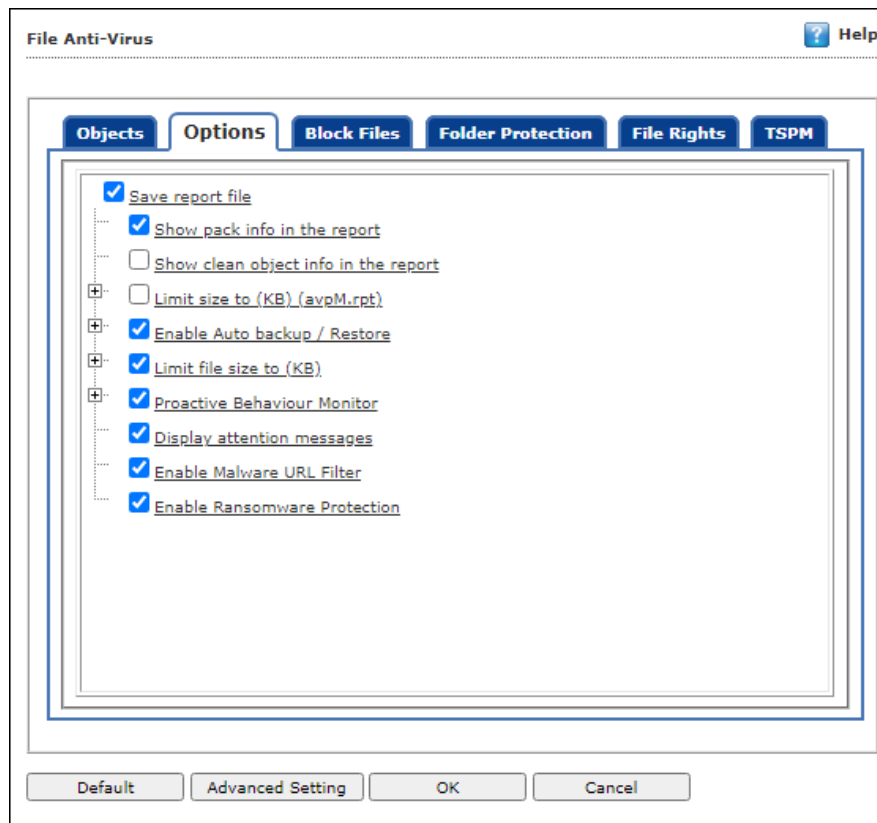 File Anti-Virus
? Help
Objects Options Block Files Folder Protection File Rights TSPM
Save report file
Show pack info in the report
Show clean object info in the report
Limit size to (KB) (avpM.rpt)
Enable Auto backup / Restore
Limit file size to (KB)
Proactive Behaviour Monitor
Display attention messages
Enable Malware URL Filter
Enable Ransomware Protection
Default Advanced Setting OK Cancel